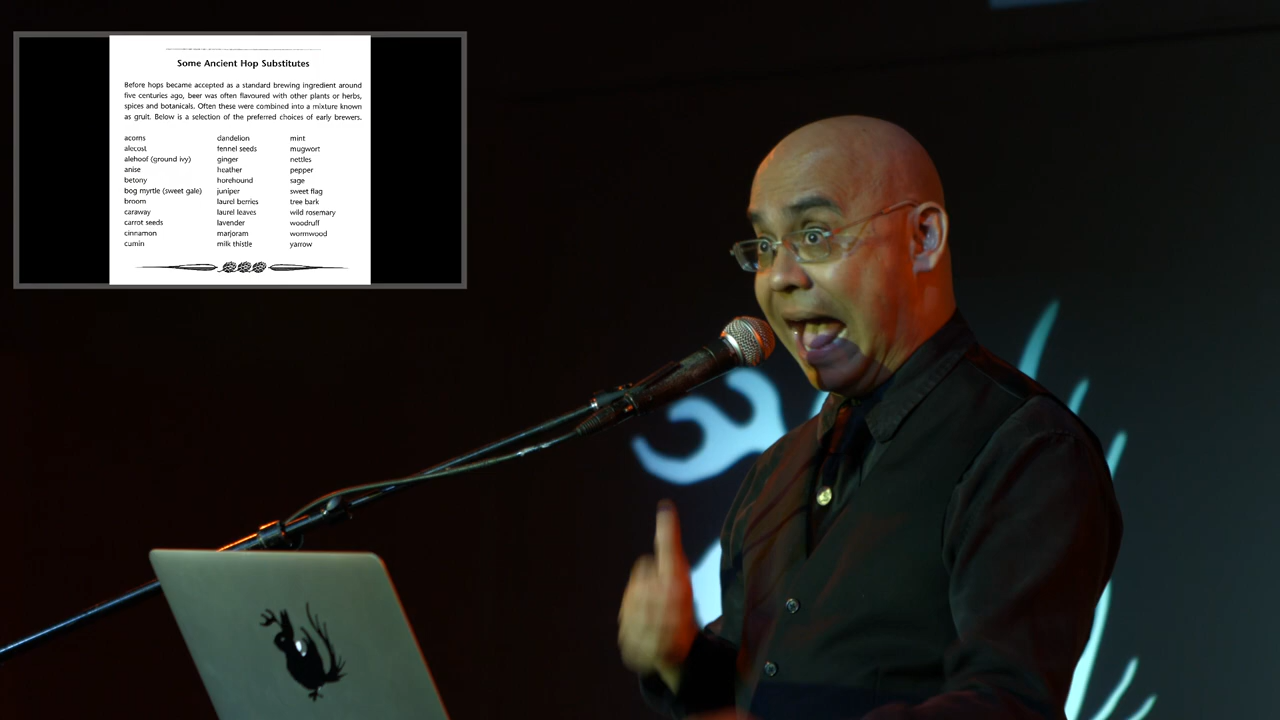 Some Ancient Hop Substitutes
Before hops became accepted as a standard brewing ingredient around
five centuries ago, beer was often flavoured with other plants or herbs,
spices and botanicals. Often these were combined into a mixture known
as gruit. Below is a selection of the preferred choices of early brewers.
acorns
alecost
alehoof (ground ivy)
anise
betony
bog myrtle (sweet gale)
broom
caraway
carrot seeds
cinnamon
cumin
dandelion
fennel seeds
ginger
heather
horehound
juniper
laurel berries
laurel leaves
lavender
marjoram
milk thistle
mint
mugwort
nettles
pepper
sage
sweet flag
tree bark
wild rosemary
woodruff
wormwood
yarrow